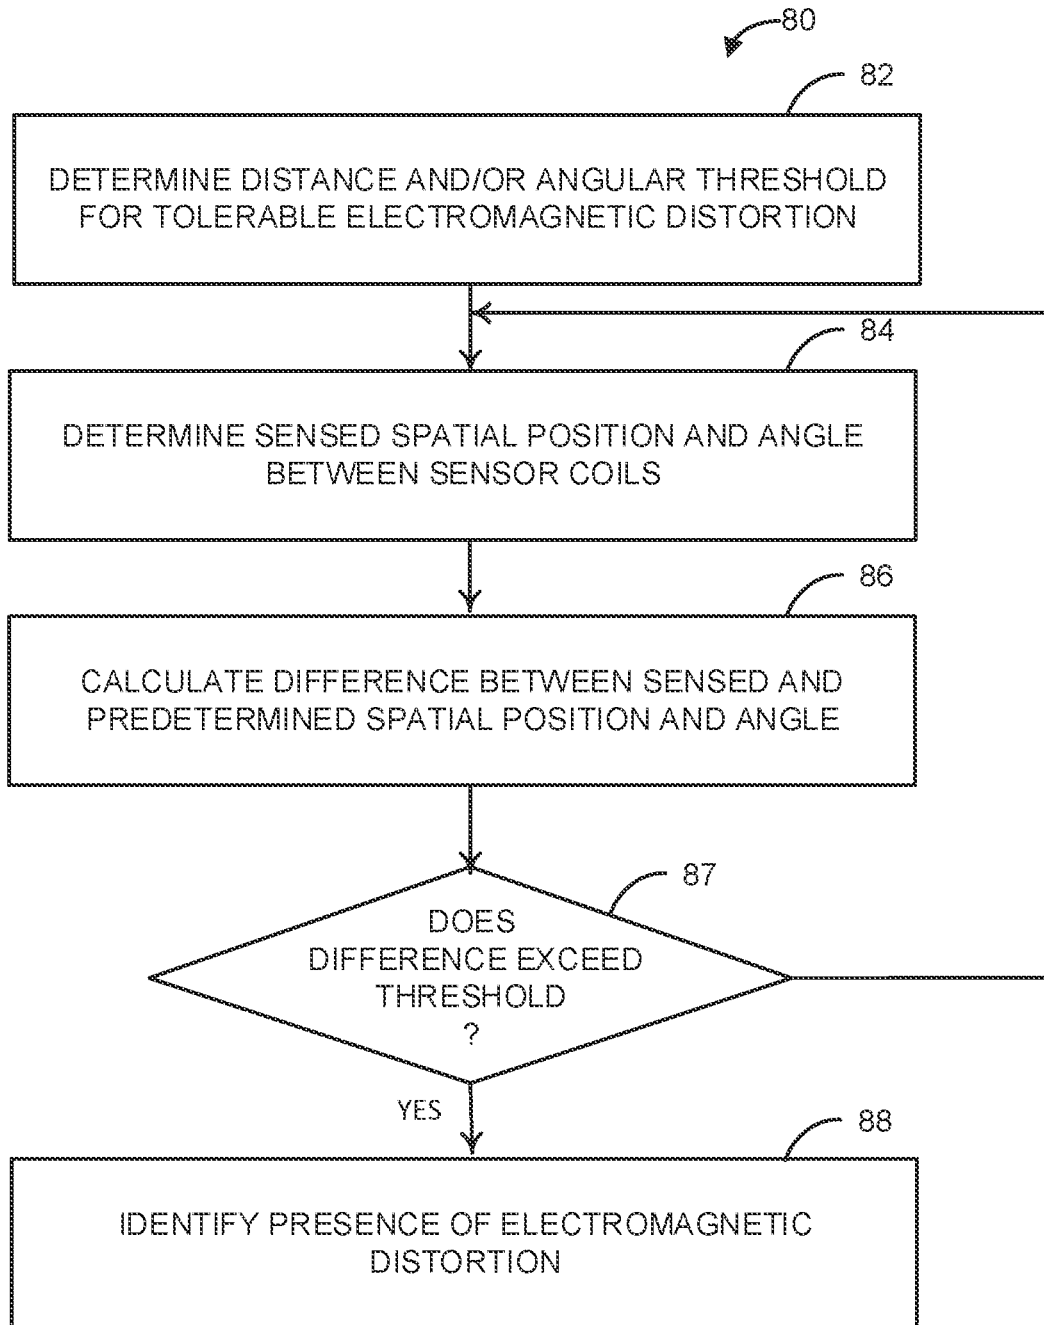 80
82
DETERMINE DISTANCE AND/OR ANGULAR THRESHOLD
FOR TOLERABLE ELECTROMAGNETIC DISTORTION
84
DETERMINE SENSED SPATIAL POSITION AND ANGLE
BETWEEN SENSOR COILS
86
CALCULATE DIFFERENCE BETWEEN SENSED AND
PREDETERMINED SPATIAL POSITION AND ANGLE
87
DOES
DIFFERENCE EXCEED
THRESHOLD
?
YES
88
IDENTIFY PRESENCE OF ELECTROMAGNETIC
DISTORTION